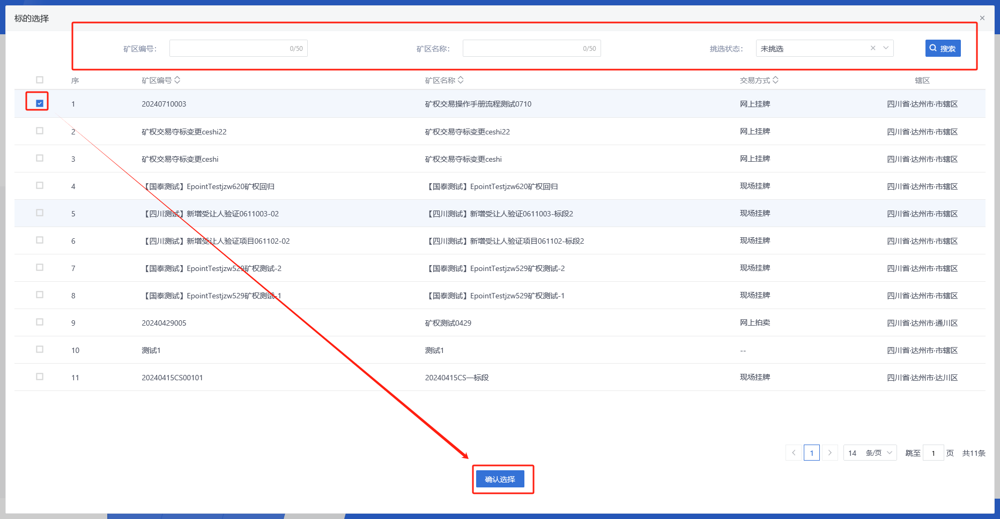 标的选择
矿区编号： 0/50 矿区名称： 0/50 挑选状态： 未挑选 搜索
序 矿区编号 矿区名称 交易方式 辖区
1 20240710003 矿权交易操作手册流程测试0710 网上挂牌 四川省·达州市·市辖区
2 矿权交易夺标变更ceshi22 矿权交易夺标变更ceshi22 网上挂牌 四川省·达州市·市辖区
3 矿权交易夺标变更ceshi 矿权交易夺标变更ceshi 网上挂牌 四川省·达州市·市辖区
4 【国泰测试】EpointTestjzw620矿权回归 【国泰测试】EpointTestjzw620矿权回归 现场挂牌 四川省·达州市·市辖区
5 【四川测试】新增受让人验证0611003-02 【四川测试】新增受让人验证0611003-标段2 现场挂牌 四川省·达州市·市辖区
6 【四川测试】新增受让人验证项目061102-02 【四川测试】新增受让人验证项目061102-标段2 现场挂牌 四川省·达州市·市辖区
7 【国泰测试】EpointTestjzw529矿权测试-2 【国泰测试】EpointTestjzw529矿权测试-2 现场挂牌 四川省·达州市·市辖区
8 【国泰测试】EpointTestjzw529矿权测试-1 【国泰测试】EpointTestjzw529矿权测试-1 现场挂牌 四川省·达州市·市辖区
9 20240429005 矿权测试0429 网上拍卖 四川省·达州市·通川区
10 测试1 测试1 -- 四川省·达州市·市辖区
11 20240415CS00101 20240415CS一标段 现场挂牌 四川省·达州市·达川区
1 14 条/页 跳至 1 页 共11条
确认选择